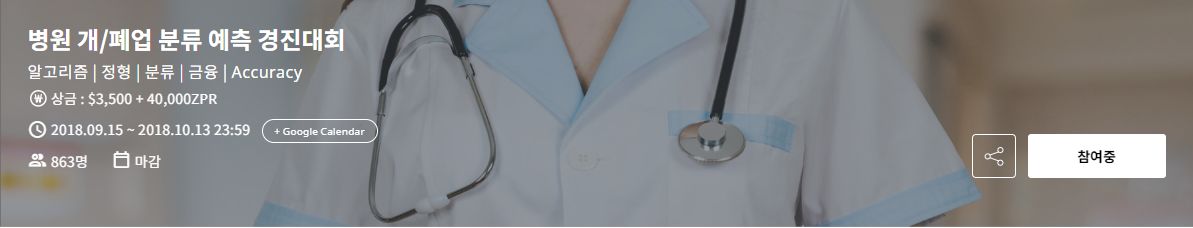 병원 개/폐업 분류 예측 경진대회
알고리즘 | 정형 | 분류 | 금융 | Accuracy
₩ 상금 : $3,500 + 40,000ZPR
2018.09.15 ~ 2018.10.13 23:59 + Google Calendar
863명 마감
참여중